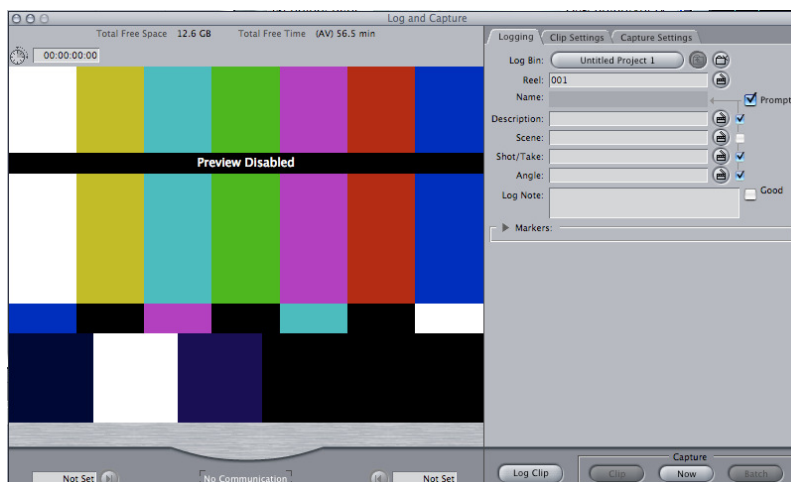 Log and Capture
Total Free Space 12.6 GB Total Free Time (AV) 56.5 min
00:00:00:00
Preview Disabled
Not Set
No Communication
Not Set
Logging Clip Settings Capture Settings
Log Bin: Untitled Project 1
Reel: 001
Name:
Prompt
Description:
Scene:
Shot/Take:
Angle:
Log Note:
Good
Markers:
Capture
Log Clip Clip Now Batch